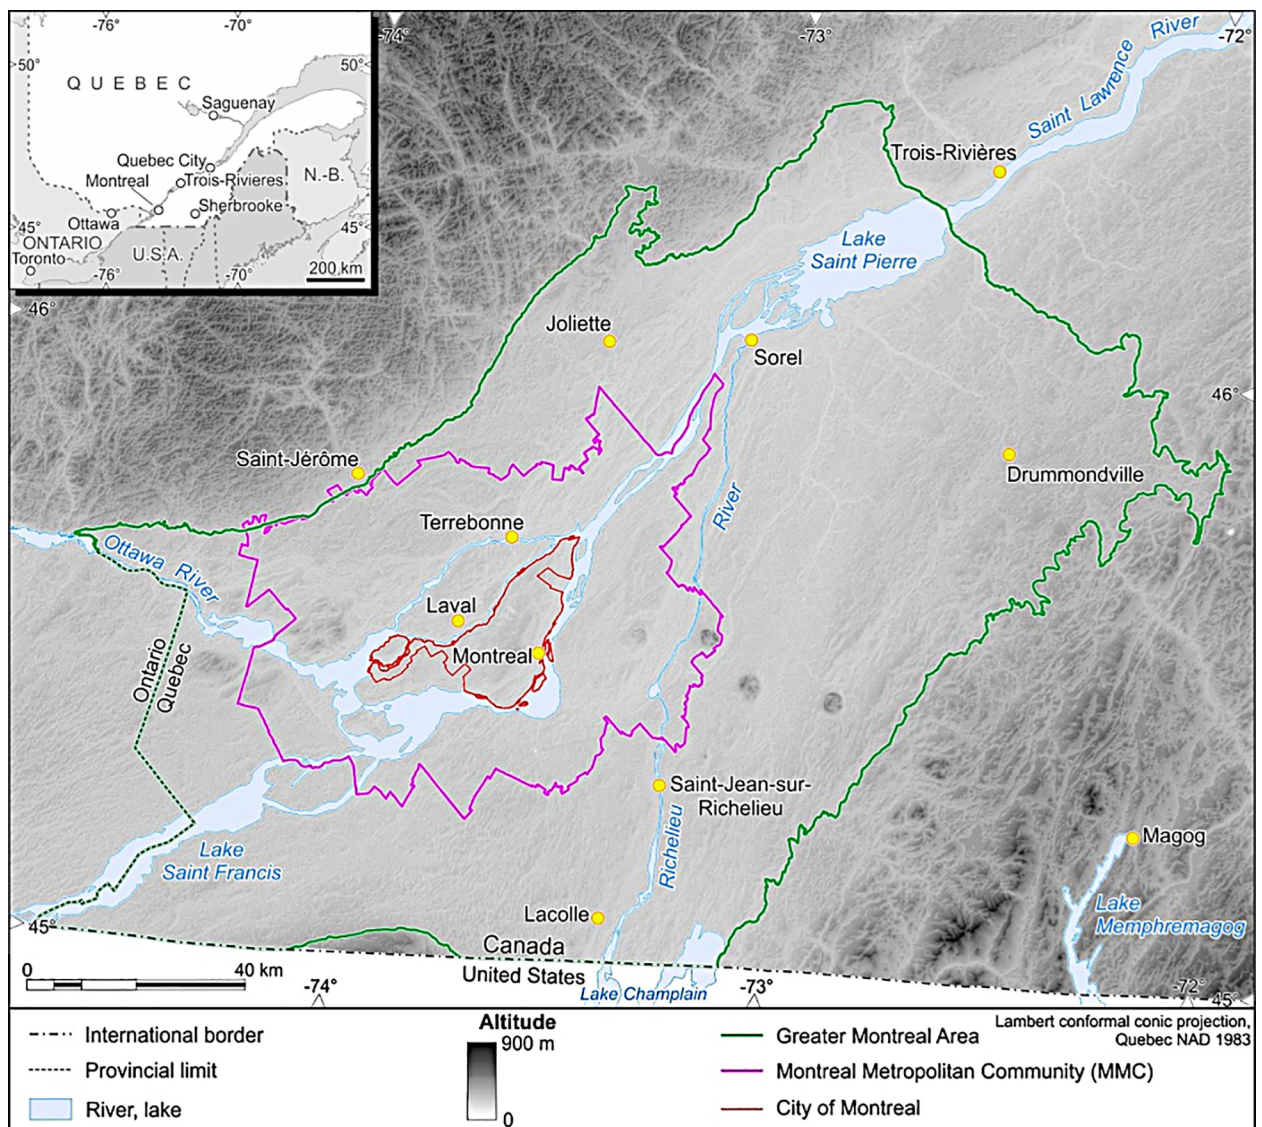 -76°
-70°
-74°
-73°
-72°
50°
50°
QUEBEC
Saguenay
Quebec City
Montreal
Trois-Rivieres
N.-B.
Sherbrooke
Ottawa
45°
45°
ONTARIO
Toronto
U.S.A.
-76°
-70°
200 km
Saint Lawrence River
Trois-Rivières
Lake
Saint Pierre
46°
Joliette
Sorel
46°
Saint-Jérôme
Drummondville
River
Terrebonne
Ottawa River
Laval
Montreal
Ontario
Quebec
Saint-Jean-sur-
Richelieu
Richelieu
Magog
Lake
Saint Francis
Lake
Memphremagog
Lacolle
45°
Canada
United States
Lake Champlain
0
40 km
-74°
-73°
-72°
45°
International border
Provincial limit
River, lake
Altitude
900 m
0
Greater Montreal Area
Montreal Metropolitan Community (MMC)
City of Montreal
Lambert conformal conic projection,
Quebec NAD 1983